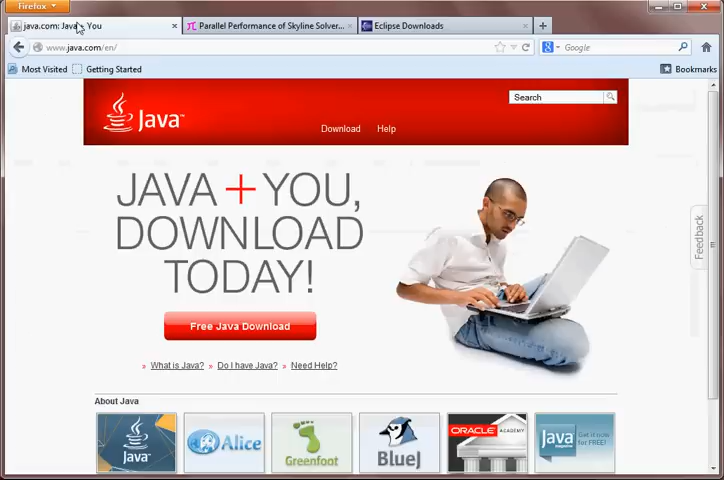 Firefox
java.com: Java + You
Parallel Performance of Skyline Solver...
Eclipse Downloads
www.java.com/en/
Google
Most Visited
Getting Started
Bookmarks
Java™
Search
Download
Help
JAVA + YOU,
DOWNLOAD
TODAY!
Free Java Download
» What is Java? » Do I have Java? » Need Help?
Feedback
About Java
Java
Alice
Greenfoot
BlueJ
ORACLE
ACADEMY
Java
magazine
Get it now
for FREE!